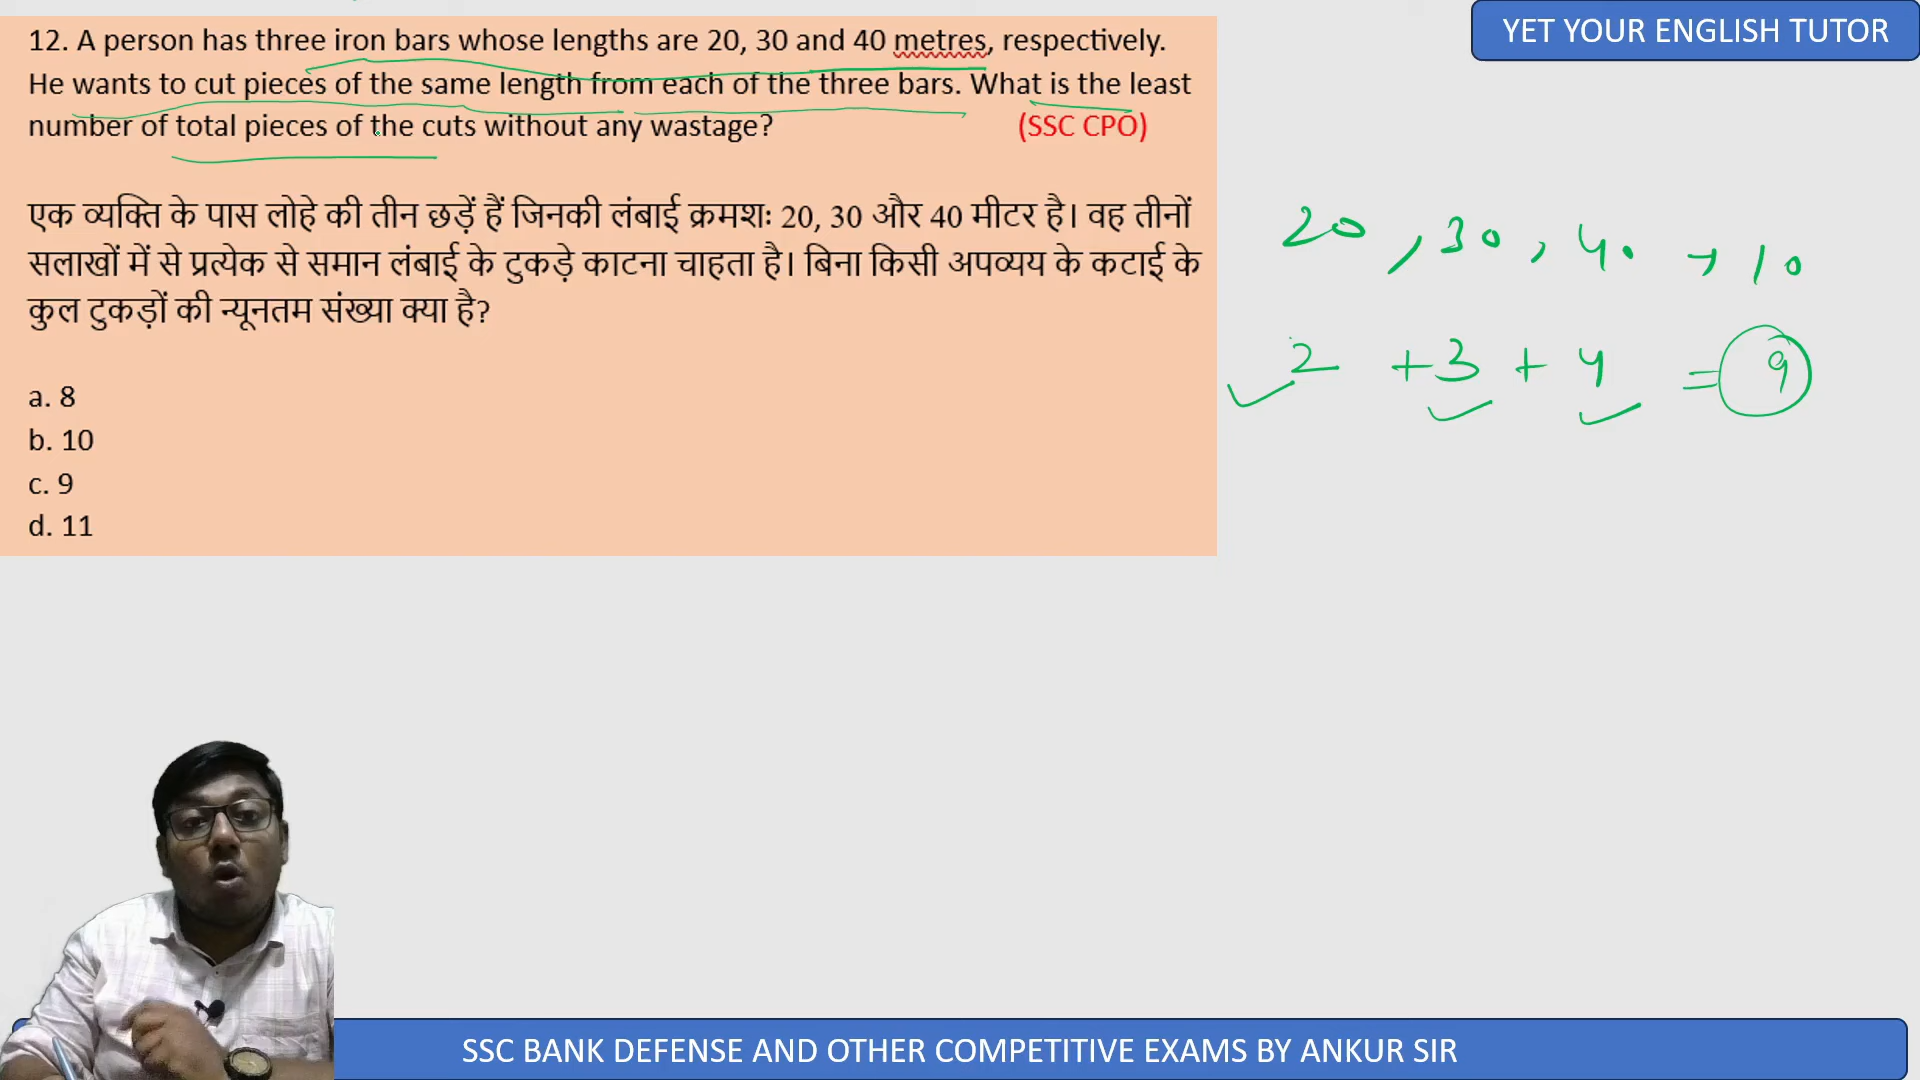 YET YOUR ENGLISH TUTOR
12. A person has three iron bars whose lengths are 20, 30 and 40 metres, respectively.
He wants to cut pieces of the same length from each of the three bars. What is the least
number of total pieces of the cuts without any wastage?
(SSC CPO)
एक व्यक्ति के पास लोहे की तीन छड़ें हैं जिनकी लंबाई क्रमशः 20, 30 और 40 मीटर है। वह तीनों
सलाखों में से प्रत्येक से समान लंबाई के टुकड़े काटना चाहता है। बिना किसी अपव्यय के कटाई के
कुल टुकड़ों की न्यूनतम संख्या क्या है?
a. 8
b. 10
c. 9
d. 11
20, 30, 40 → 10
2 + 3 + 4 = 9
SSC BANK DEFENSE AND OTHER COMPETITIVE EXAMS BY ANKUR SIR